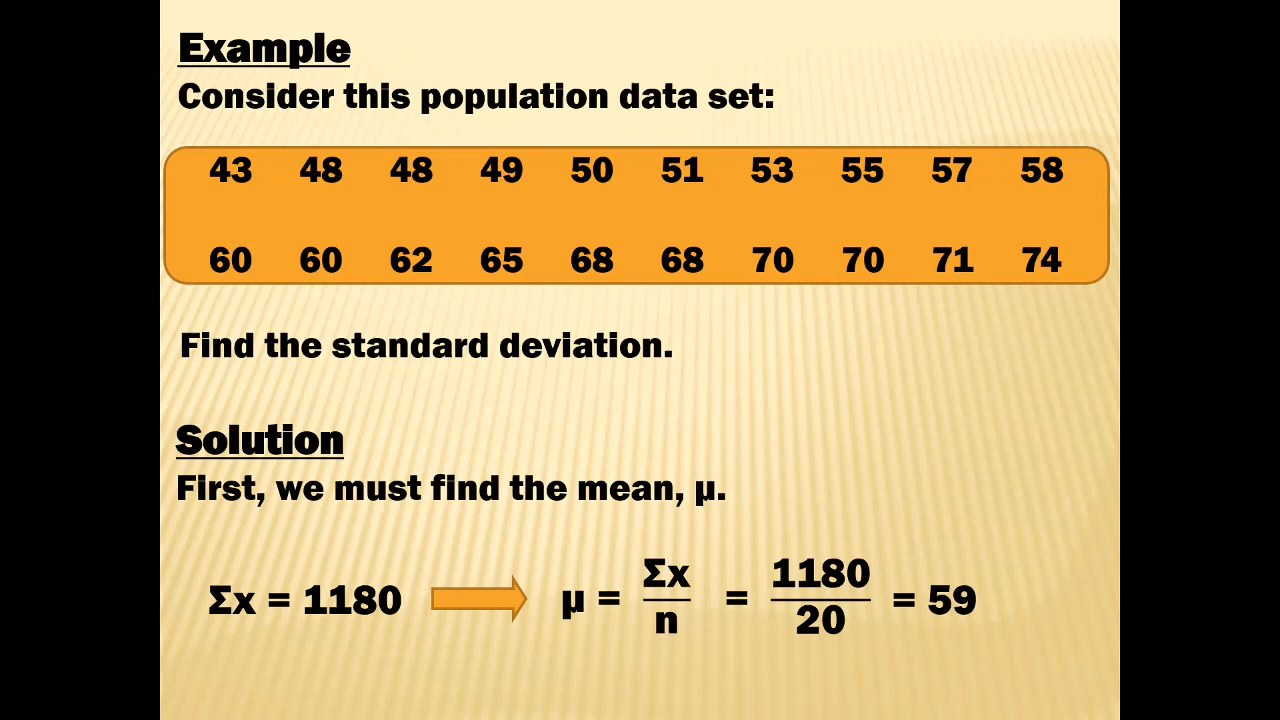 Example
Consider this population data set:
43 48 48 49 50 51 53 55 57 58
60 60 62 65 68 68 70 70 71 74
Find the standard deviation.
Solution
First, we must find the mean, µ.
Σx = 1180 µ = Σx/n = 1180/20 = 59